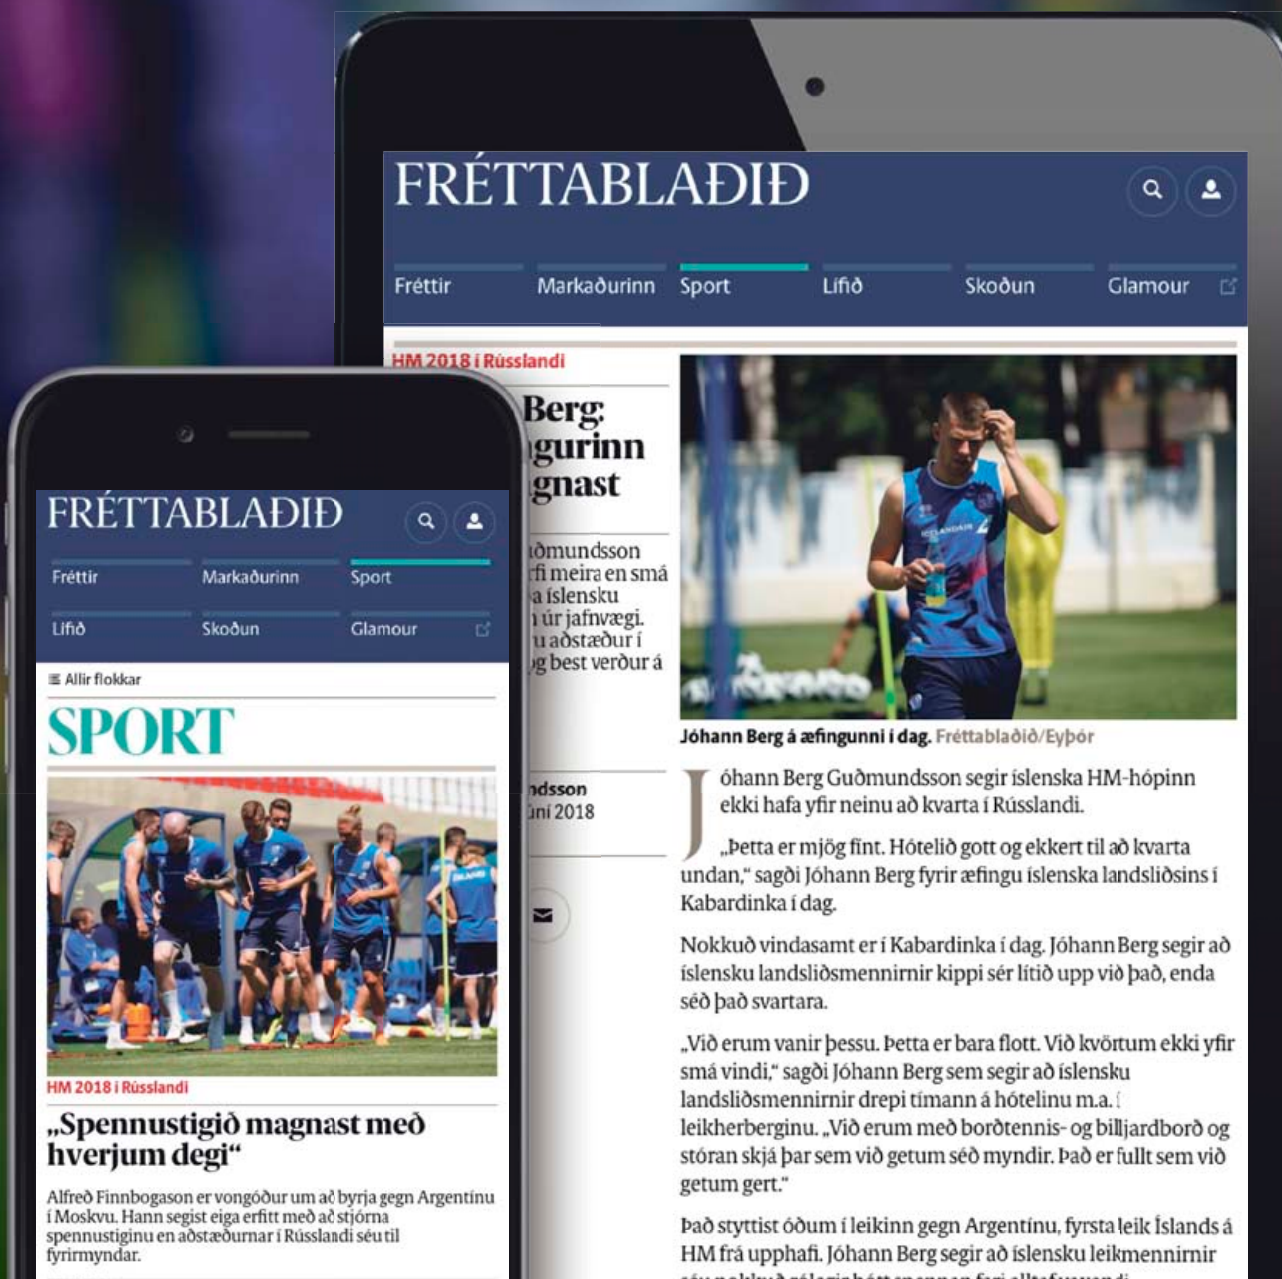 FRÉTTABLAÐIÐ
Fréttir Markaðurinn Sport Lífið Skoðun Glamour
HM 2018 í Rússlandi
Berg:
uðmundsson
meira en smá
íslensku
úr jafnvægi.
aðstæður í
best verður á
2018
ICELANDAIR
Jóhann Berg á æfingunni í dag. Fréttablaðið/Eyþór
Jóhann Berg Guðmundsson segir íslenska HM-hópinn
ekki hafa yfir neinu að kvarta í Rússlandi.
„Þetta er mjög fínt. Hótelið gott og ekkert til að kvarta
undan,“ sagði Jóhann Berg fyrir æfingu íslenska landsliðsins í
Kabardinka í dag.
Nokkuð vindasamt er í Kabardinka í dag. Jóhann Berg segir að
íslensku landsliðsmennirnir kippi sér lítið upp við það, enda
séð það svartara.
„Við erum vanir þessu. Þetta er bara flott. Við kvörtum ekki yfir
smá vindi,“ sagði Jóhann Berg sem segir að íslensku
landsliðsmennirnir drepi tímann á hótelinu m.a. í
leikherberginu. „Við erum með borðtennis- og billjardborð og
stóran skjá þar sem við getum séð myndir. Það er fullt sem við
getum gert.“
Það styttist óðum í leikinn gegn Argentínu, fyrsta leik Íslands á
HM frá upphafi. Jóhann Berg segir að íslensku leikmennirnir
FRÉTTABLAÐIÐ
Fréttir Markaðurinn Sport
Lífið Skoðun Glamour
Allir flokkar
SPORT
HM 2018 í Rússlandi
„Spennustigið magnast með
hverjum degi“
Alfreð Finnbogason er vongóður um að byrja gegn Argentínu
í Moskvu. Hann segist eiga erfitt með að stjórna
spennustiginu en aðstæðurnar í Rússlandi séu til
fyrirmyndar.